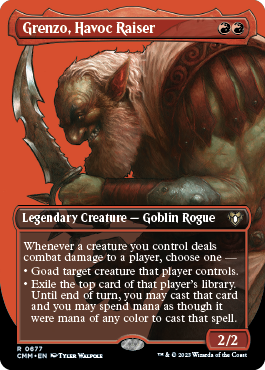 Grenzo, Havoc Raiser
Legendary Creature — Goblin Rogue
Whenever a creature you control deals
combat damage to a player, choose one —
• Goad target creature that player controls.
• Exile the top card of that player's library.
Until end of turn, you may cast that card
and you may spend mana as though it
were mana of any color to cast that spell.
2/2
R 0677
CMM • EN Tyler Walpole
™ & © 2023 Wizards of the Coast